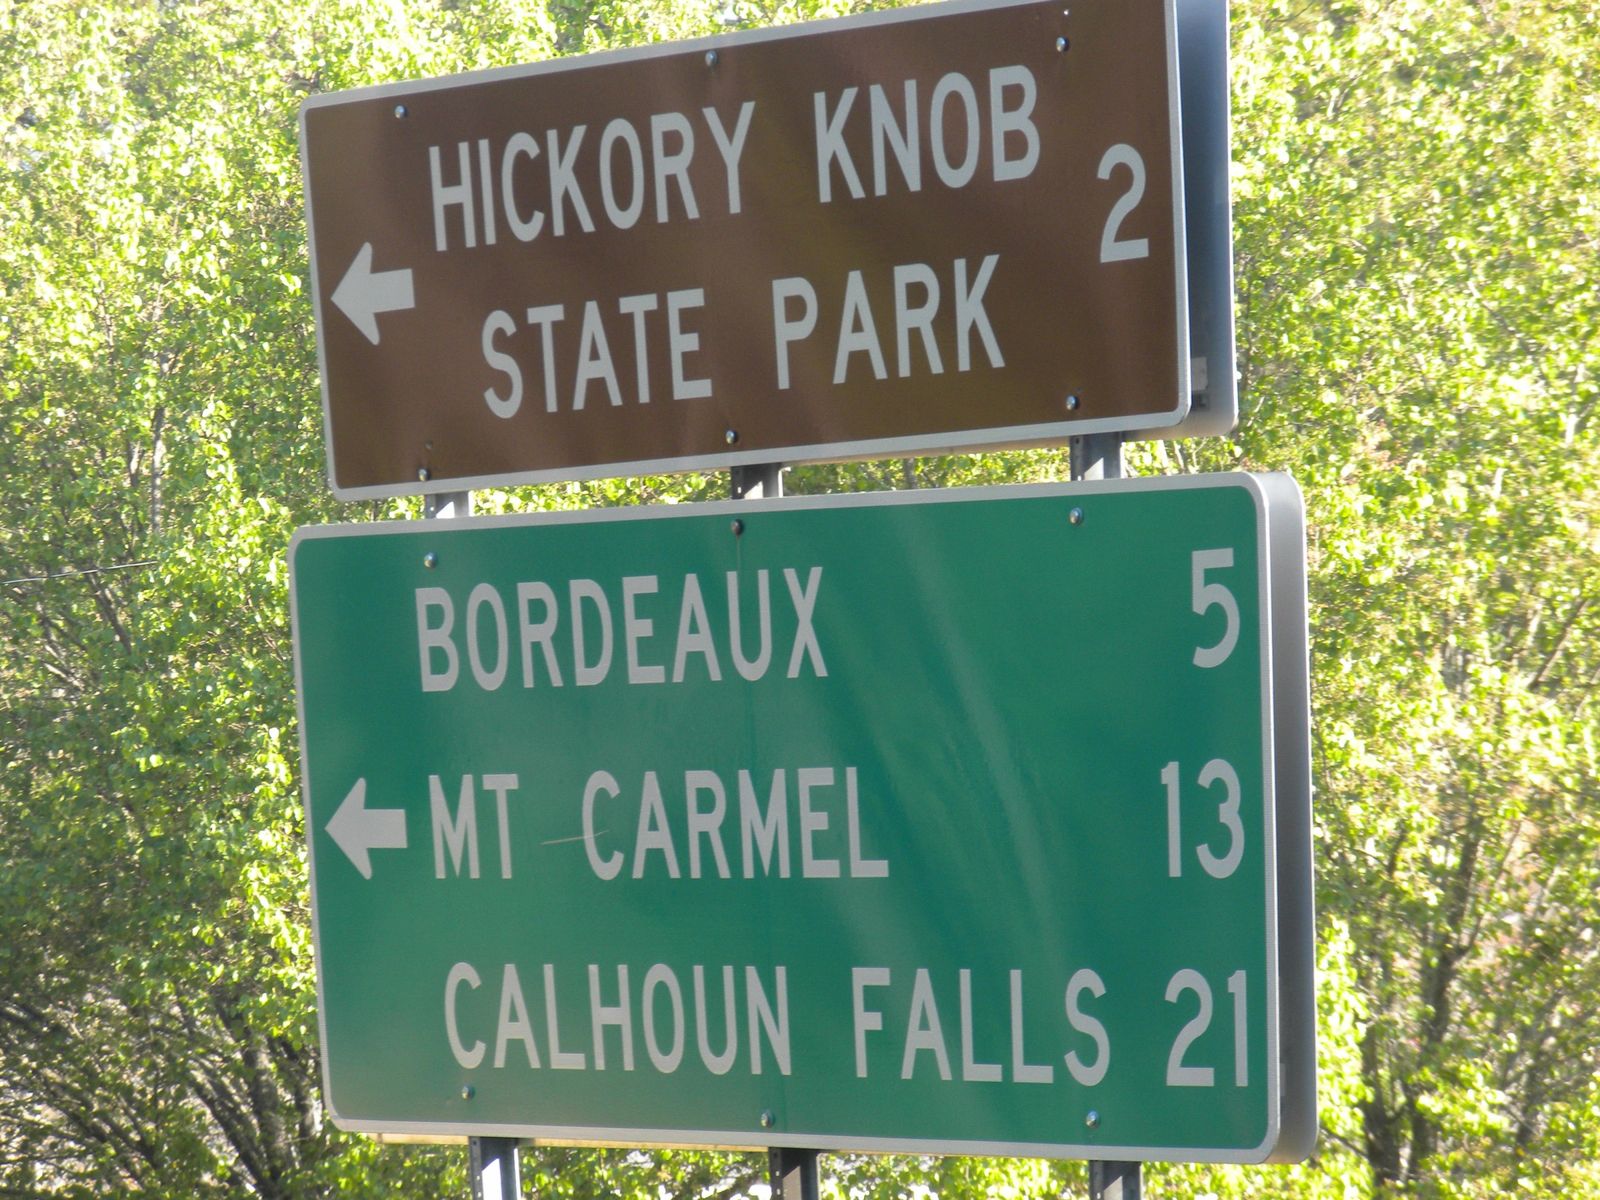 HICKORY KNOB 2
STATE PARK
BORDEAUX 5
MT CARMEL 13
CALHOUN FALLS 21